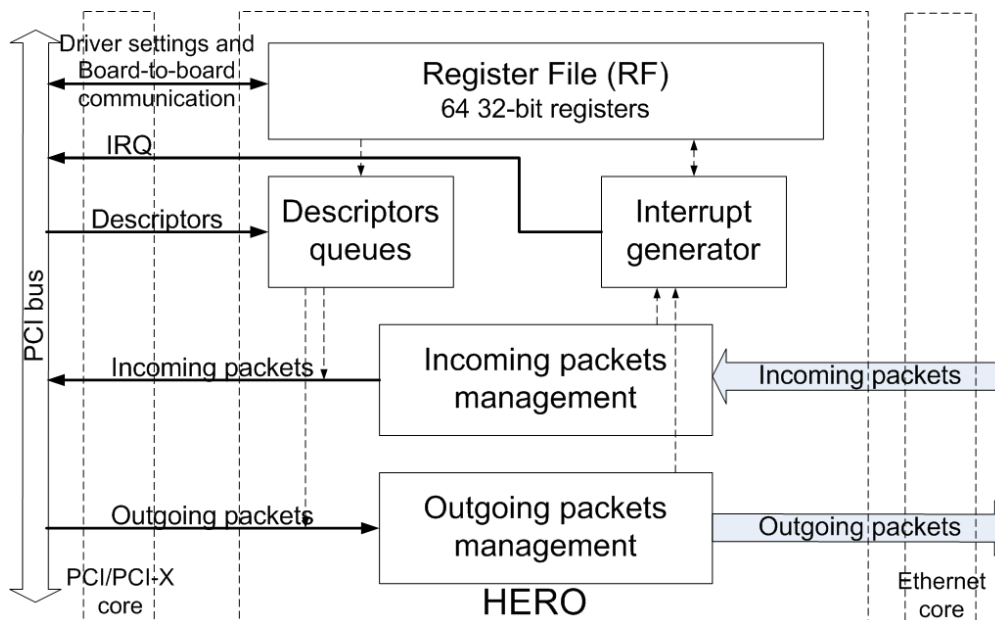 Driver settings and
Board-to-board
communication
Register File (RF)
64 32-bit registers
IRQ
Descriptors
Descriptors
queues
Interrupt
generator
PCI bus
Incoming packets
Incoming packets
management
Incoming packets
Outgoing packets
Outgoing packets
management
Outgoing packets
PCI/PCI-X
core
HERO
Ethernet
core